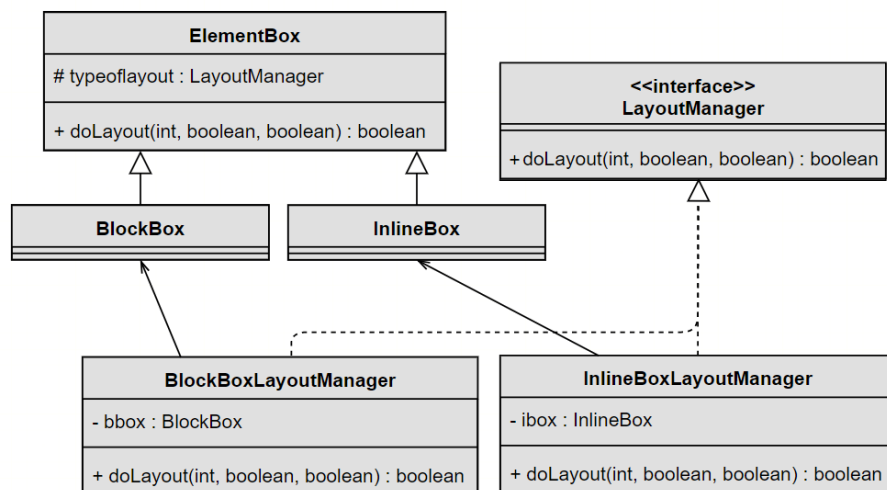 ElementBox
# typeoflayout : LayoutManager
+ doLayout(int, boolean, boolean) : boolean
<<interface>>
LayoutManager
+doLayout(int, boolean, boolean) : boolean
BlockBox
InlineBox
BlockBoxLayoutManager
- bbox : BlockBox
+ doLayout(int, boolean, boolean) : boolean
InlineBoxLayoutManager
- ibox : InlineBox
+ doLayout(int, boolean, boolean) : boolean